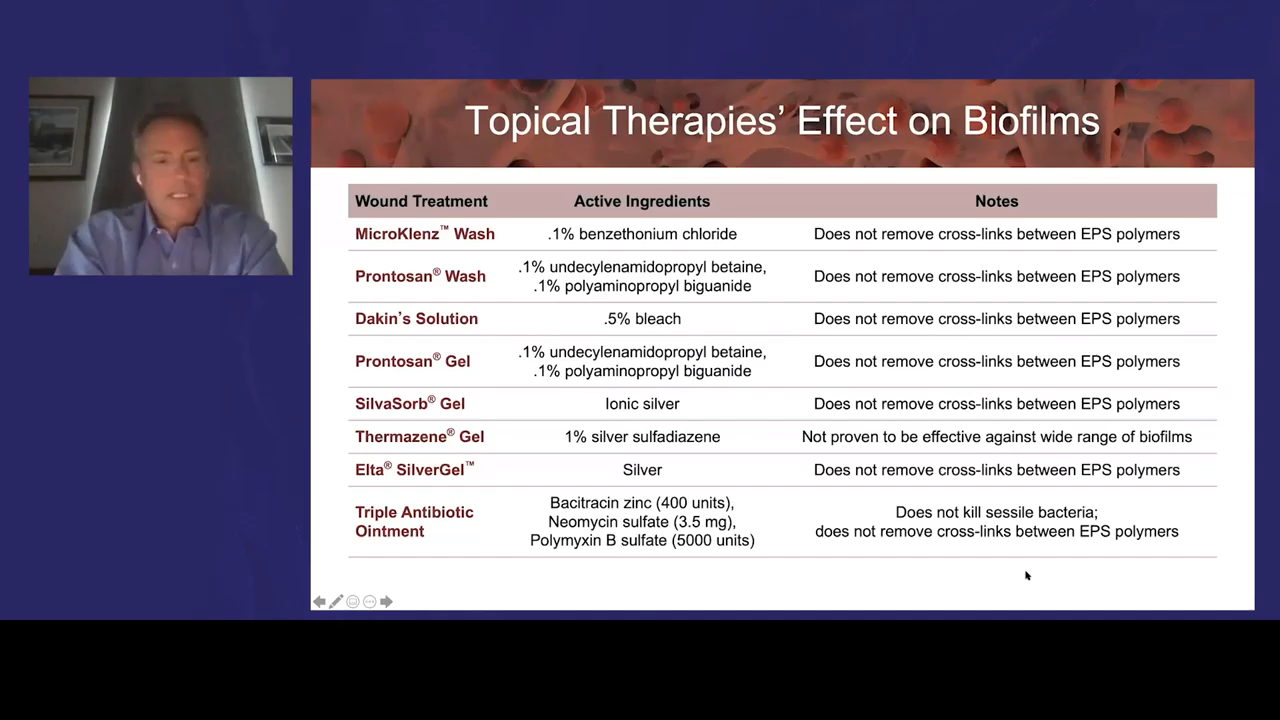 Topical Therapies’ Effect on Biofilms
Wound Treatment Active Ingredients Notes
MicroKlenz™ Wash .1% benzethonium chloride Does not remove cross-links between EPS polymers
Prontosan® Wash .1% undecylenamidopropyl betaine, .1% polyaminopropyl biguanide Does not remove cross-links between EPS polymers
Dakin’s Solution .5% bleach Does not remove cross-links between EPS polymers
Prontosan® Gel .1% undecylenamidopropyl betaine, .1% polyaminopropyl biguanide Does not remove cross-links between EPS polymers
SilvaSorb® Gel Ionic silver Does not remove cross-links between EPS polymers
Thermazene® Gel 1% silver sulfadiazene Not proven to be effective against wide range of biofilms
Elta® SilverGel™ Silver Does not remove cross-links between EPS polymers
Triple Antibiotic
Ointment
Bacitracin zinc (400 units),
Neomycin sulfate (3.5 mg),
Polymyxin B sulfate (5000 units)
Does not kill sessile bacteria;
does not remove cross-links between EPS polymers